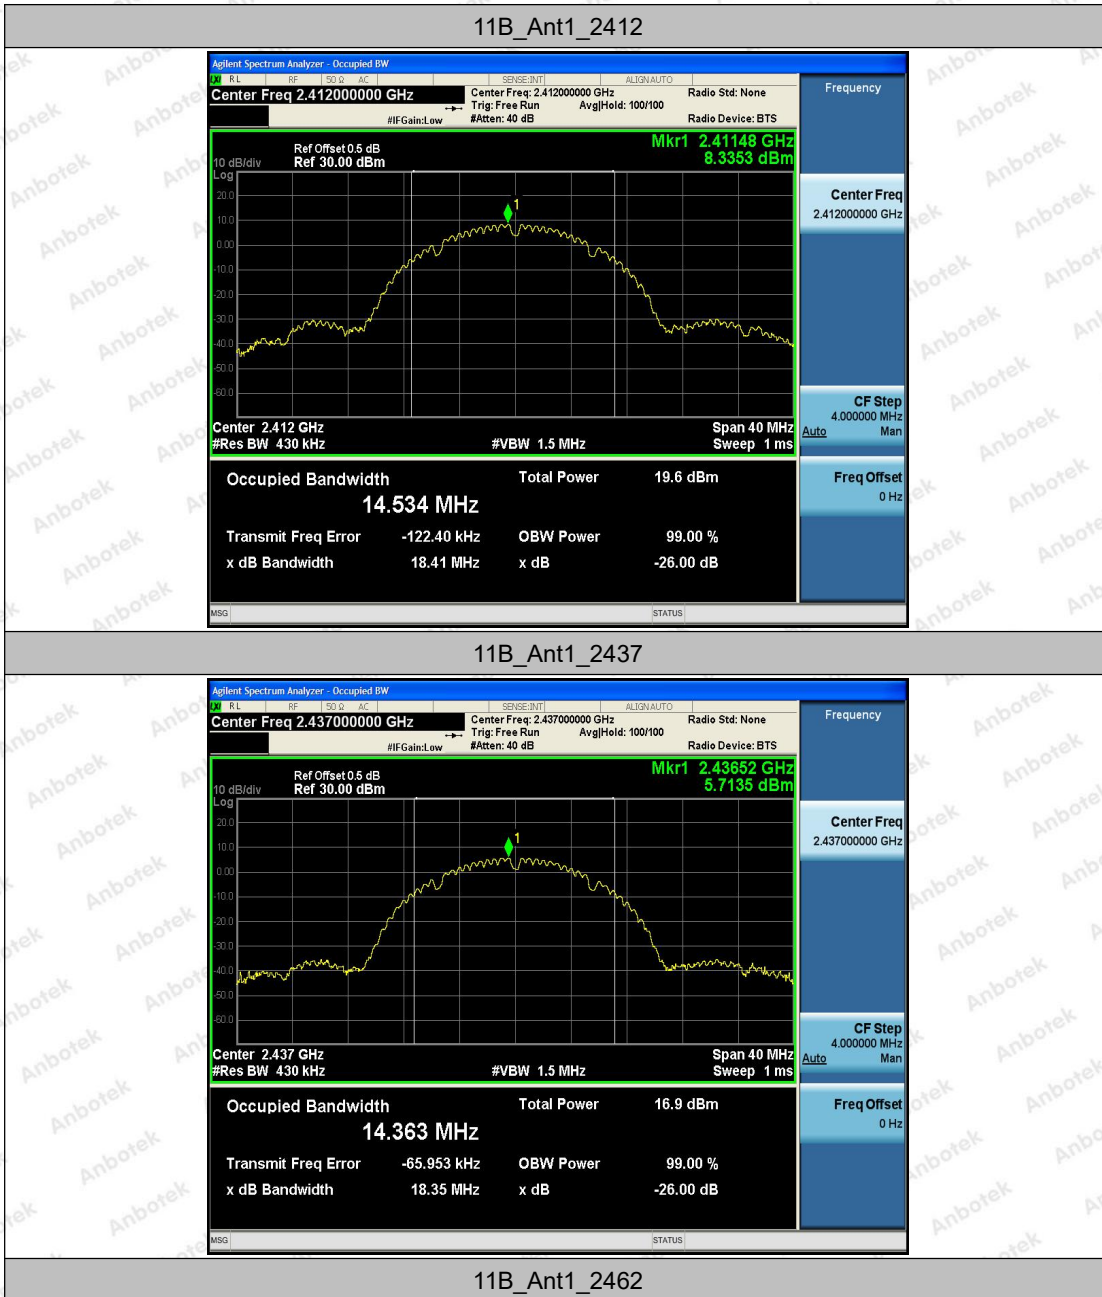 11B_Ant1_2412
Agilent Spectrum Analyzer - Occupied BW
LXI RL RF 50 Ω AC SENSE:INT ALIGNAUTO
Center Freq 2.412000000 GHz
Center Freq: 2.412000000 GHz
Radio Std: None
Trig: Free Run Avg|Hold: 100/100
#IFGain:Low
#Atten: 40 dB
Radio Device: BTS
Frequency
Mkr1 2.41148 GHz
8.3353 dBm
Ref Offset 0.5 dB
10 dB/div Ref 30.00 dBm
Log
20.0
10.0
0.00
-10.0
-20.0
-30.0
-40.0
-50.0
-60.0
1
Center Freq
2.412000000 GHz
CF Step
4.000000 MHz
Auto Man
Freq Offset
0 Hz
Center 2.412 GHz
Span 40 MHz
#Res BW 430 kHz
#VBW 1.5 MHz
Sweep 1 ms
Occupied Bandwidth
Total Power 19.6 dBm
14.534 MHz
Transmit Freq Error -122.40 kHz OBW Power 99.00 %
x dB Bandwidth 18.41 MHz x dB -26.00 dB
MSG STATUS
11B_Ant1_2437
Agilent Spectrum Analyzer - Occupied BW
LXI RL RF 50 Ω AC SENSE:INT ALIGNAUTO
Center Freq 2.437000000 GHz
Center Freq: 2.437000000 GHz
Radio Std: None
Trig: Free Run Avg|Hold: 100/100
#IFGain:Low
#Atten: 40 dB
Radio Device: BTS
Frequency
Mkr1 2.43652 GHz
5.7135 dBm
Ref Offset 0.5 dB
10 dB/div Ref 30.00 dBm
Log
20.0
10.0
0.00
-10.0
-20.0
-30.0
-40.0
-50.0
-60.0
1
Center Freq
2.437000000 GHz
CF Step
4.000000 MHz
Auto Man
Freq Offset
0 Hz
Center 2.437 GHz
Span 40 MHz
#Res BW 430 kHz
#VBW 1.5 MHz
Sweep 1 ms
Occupied Bandwidth
Total Power 16.9 dBm
14.363 MHz
Transmit Freq Error -65.953 kHz OBW Power 99.00 %
x dB Bandwidth 18.35 MHz x dB -26.00 dB
MSG STATUS
11B_Ant1_2462